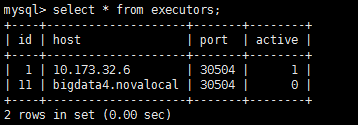 mysql> select * from executors;
+----+--------------------+-------+--------+
| id | host               | port  | active |
+----+--------------------+-------+--------+
|  1 | 10.173.32.6        | 30504 |      1 |
| 11 | bigdata4.novalocal | 30504 |      0 |
+----+--------------------+-------+--------+
2 rows in set (0.00 sec)